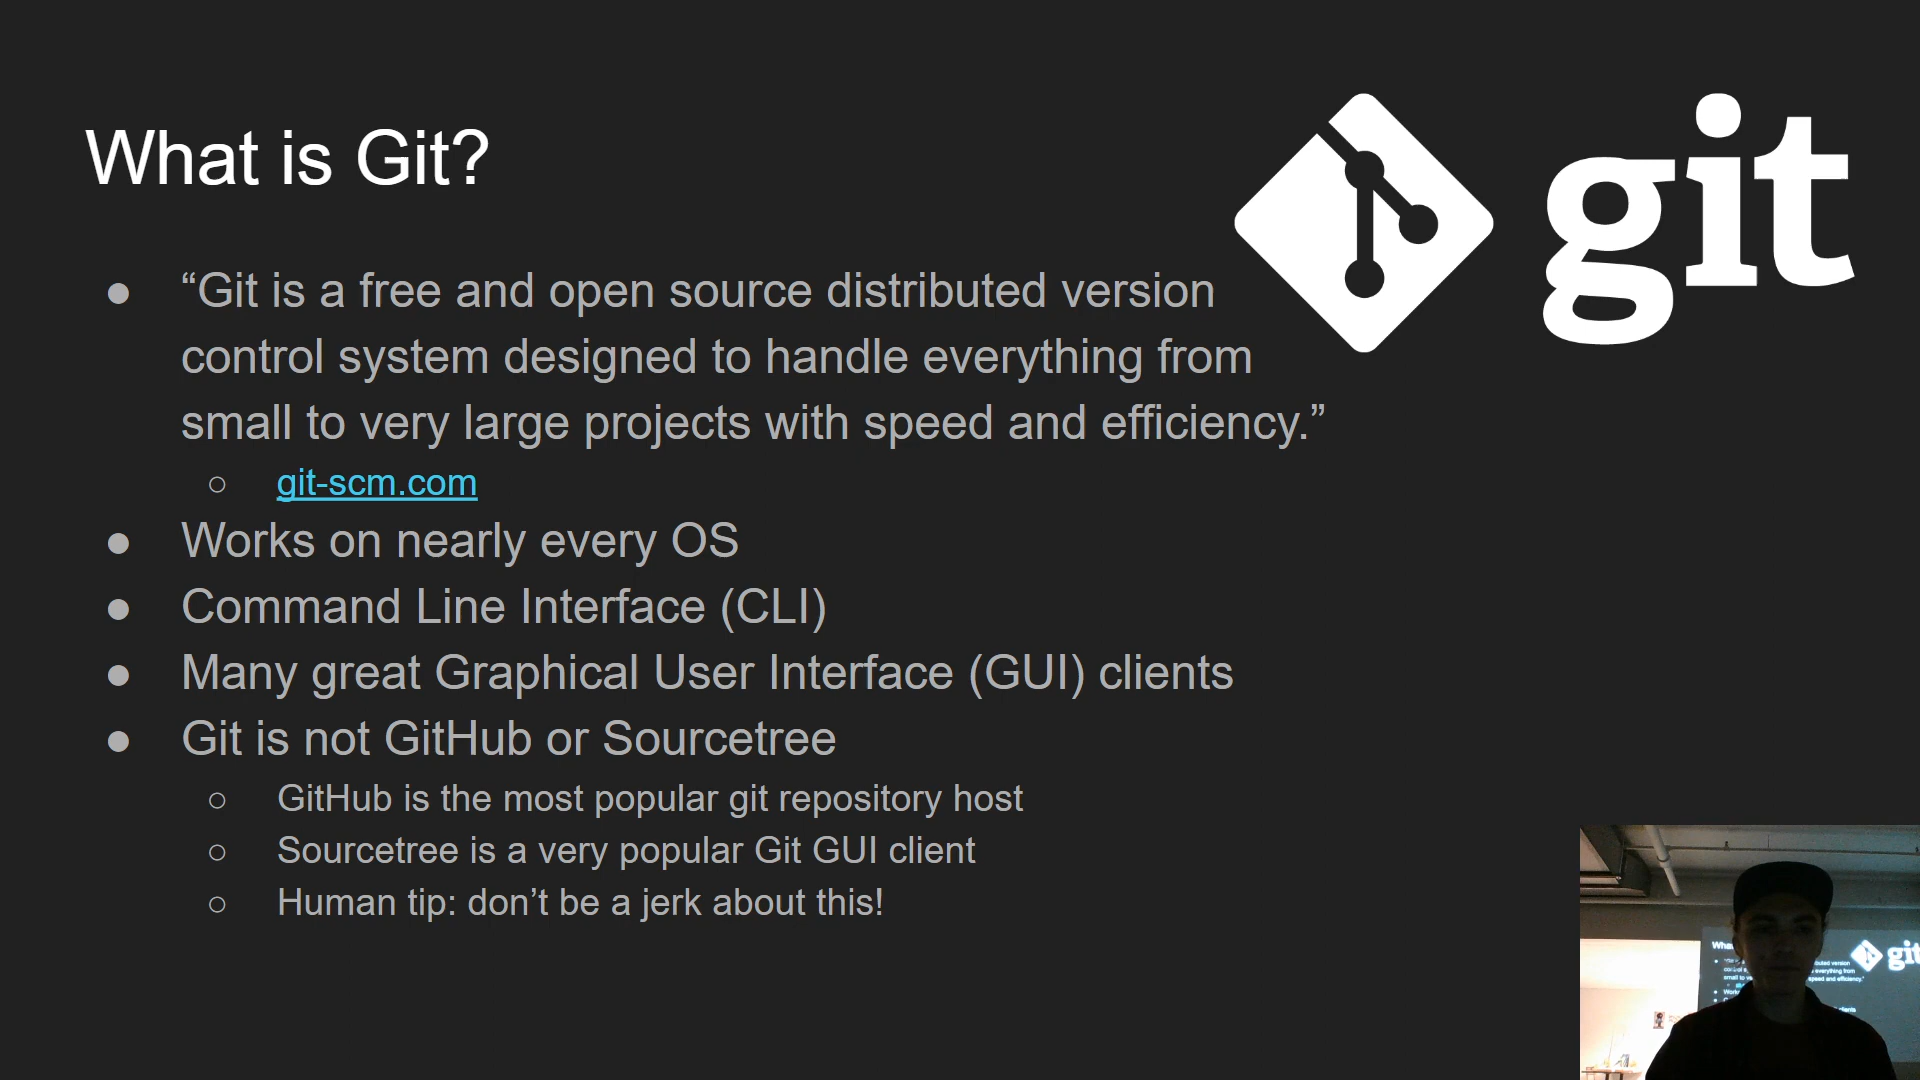 What is Git?
git
“Git is a free and open source distributed version
control system designed to handle everything from
small to very large projects with speed and efficiency.”
git-scm.com
Works on nearly every OS
Command Line Interface (CLI)
Many great Graphical User Interface (GUI) clients
Git is not GitHub or Sourcetree
GitHub is the most popular git repository host
Sourcetree is a very popular Git GUI client
Human tip: don’t be a jerk about this!
git